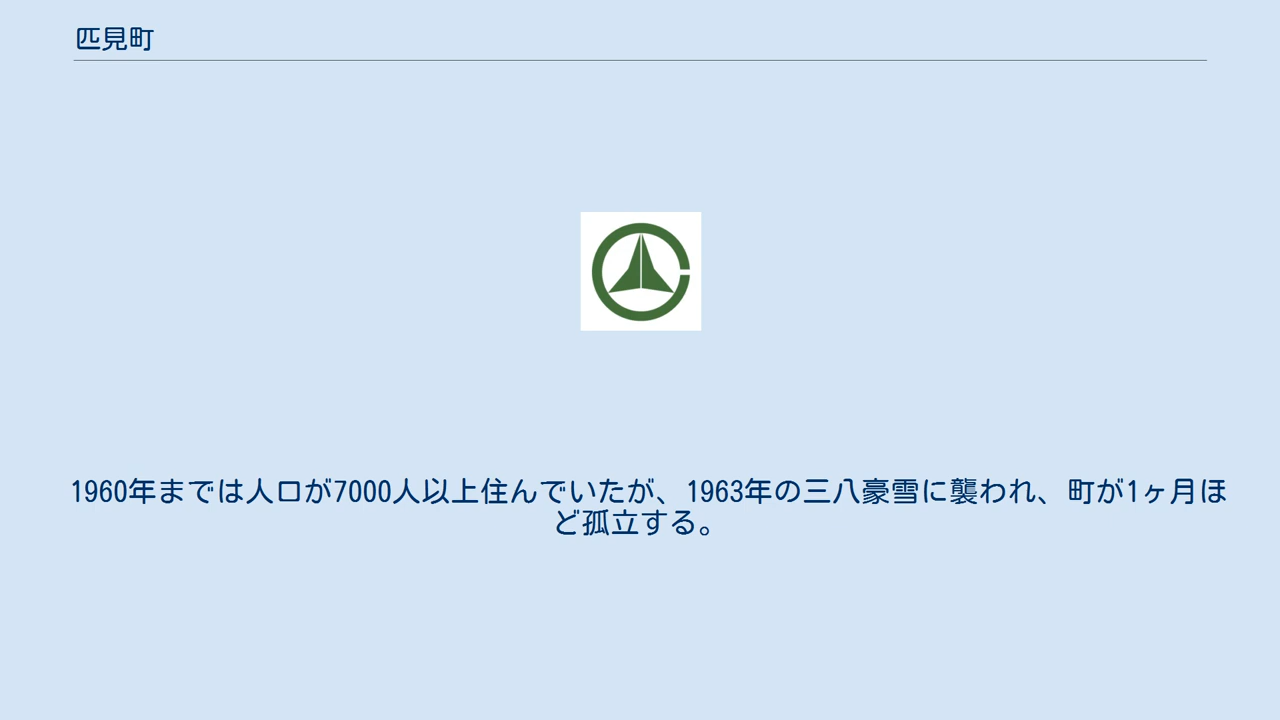 匹見町
1960年までは人口が7000人以上住んでいたが、1963年の三八豪雪に襲われ、町が1ヶ月ほ
ど孤立する。